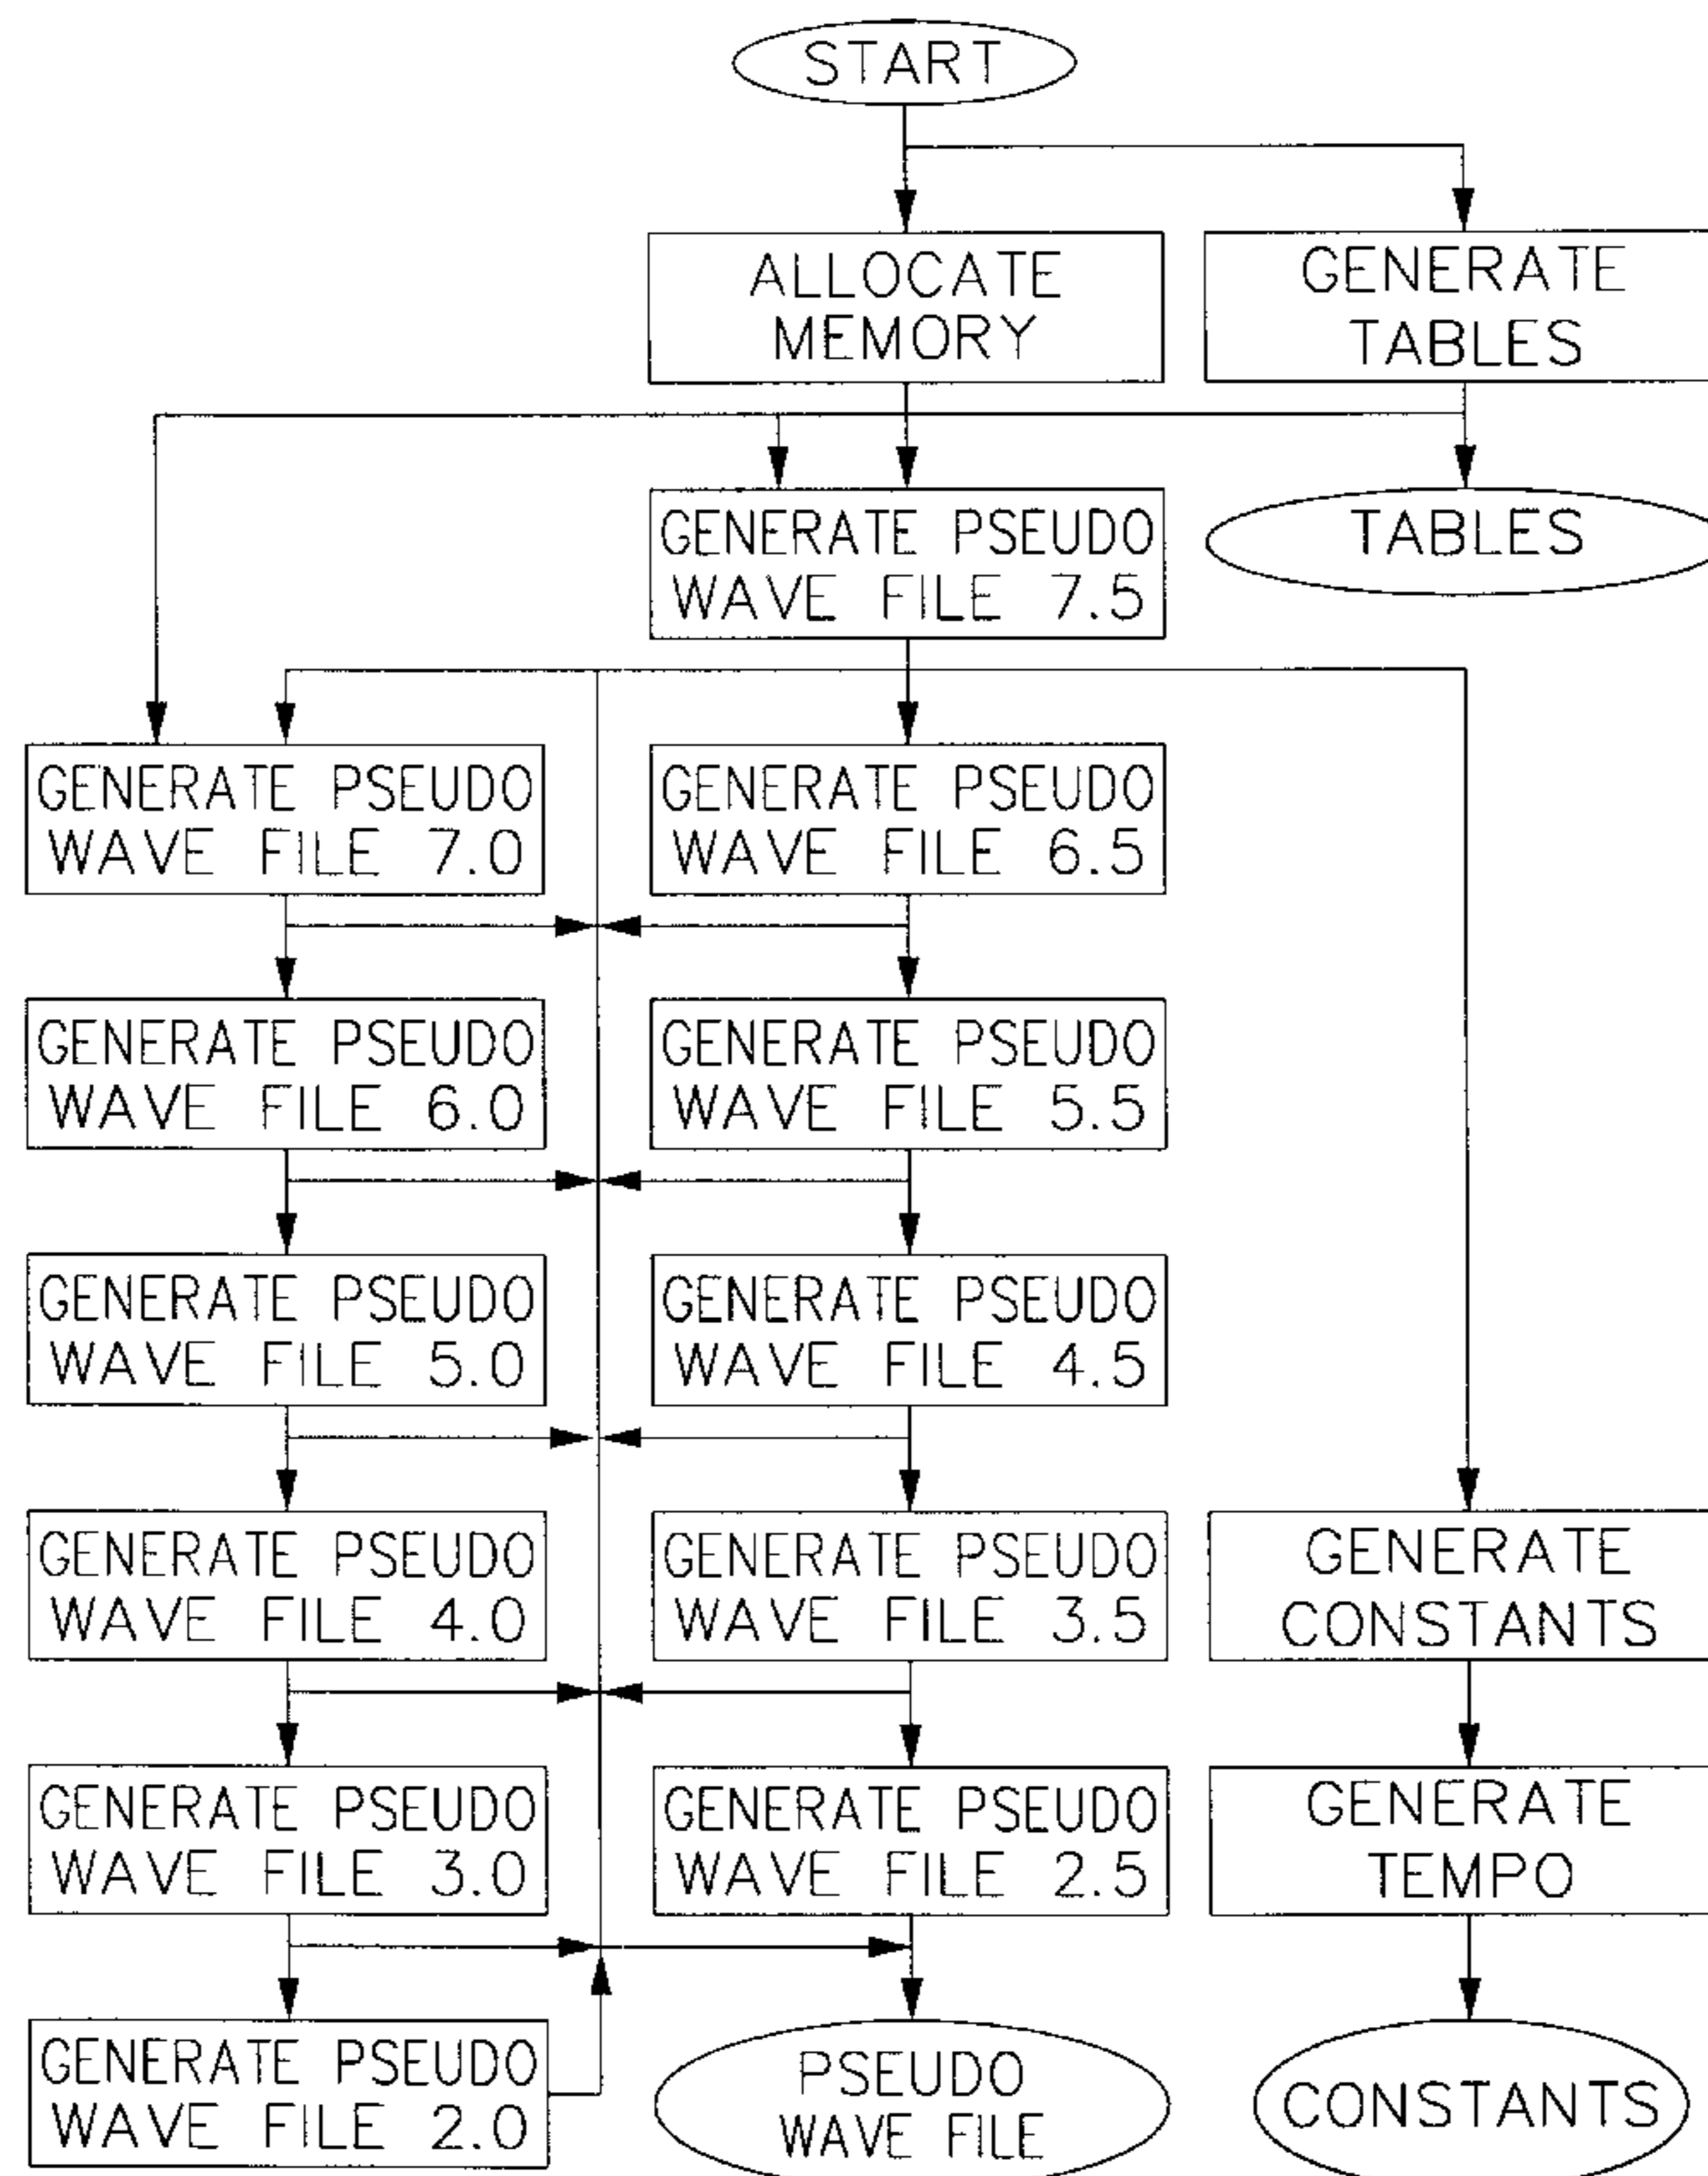 START
ALLOCATE
MEMORY
GENERATE
TABLES
GENERATE PSEUDO
WAVE FILE 7.5
TABLES
GENERATE PSEUDO
WAVE FILE 7.0
GENERATE PSEUDO
WAVE FILE 6.5
GENERATE PSEUDO
WAVE FILE 6.0
GENERATE PSEUDO
WAVE FILE 5.5
GENERATE PSEUDO
WAVE FILE 5.0
GENERATE PSEUDO
WAVE FILE 4.5
GENERATE PSEUDO
WAVE FILE 4.0
GENERATE PSEUDO
WAVE FILE 3.5
GENERATE
CONSTANTS
GENERATE PSEUDO
WAVE FILE 3.0
GENERATE PSEUDO
WAVE FILE 2.5
GENERATE
TEMPO
GENERATE PSEUDO
WAVE FILE 2.0
PSEUDO
WAVE FILE
CONSTANTS